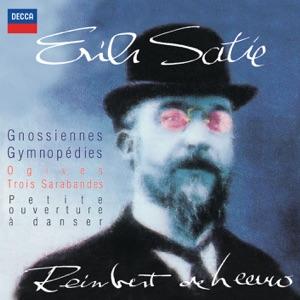 DECCA
Erik Satie
Gnossiennes
Gymnopédies
Ogives
Trois Sarabandes
Petite
ouverture
à danser
Reinbert de Leeuw